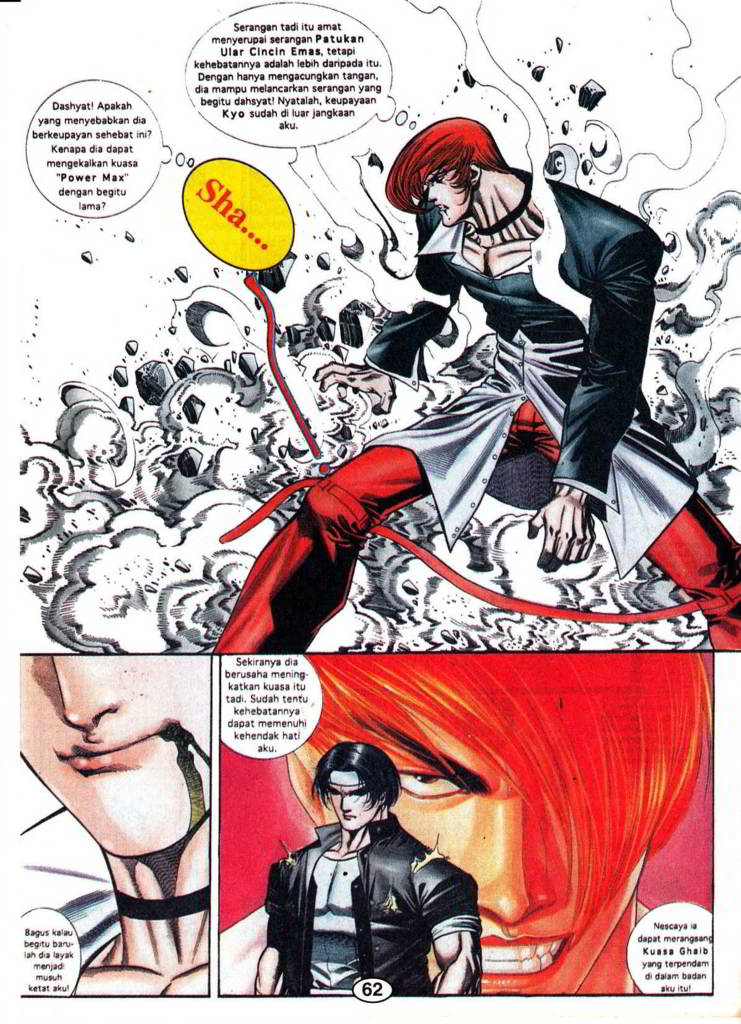 Serangan tadi itu amat
menyerupai serangan Patukan
Ular Cincin Emas, tetapi
kehebatannya adalah lebih daripada itu.
Dengan hanya mengacungkan tangan,
dia mampu melancarkan serangan yang
begitu dahsyat! Nyatalah, keupayaan
Kyo sudah di luar jangkaan
aku.
Dashyat! Apakah
yang menyebabkan dia
berkeupayan sehebat ini?
Kenapa dia dapat
mengekalkan kuasa
"Power Max"
dengan begitu
lama?
Sha....
Bagus kalau
begitu baru-
lah dia layak
menjadi
musuh
ketat aku!
Sekiranya dia
berusaha mening-
katkan kuasa itu
tadi. Sudah tentu
kehebatannya
dapat memenuhi
kehendak hati
aku.
Nescaya ia
dapat merangsang
Kuasa Ghaib
yang terpendam
di dalam badan
aku itu!
62